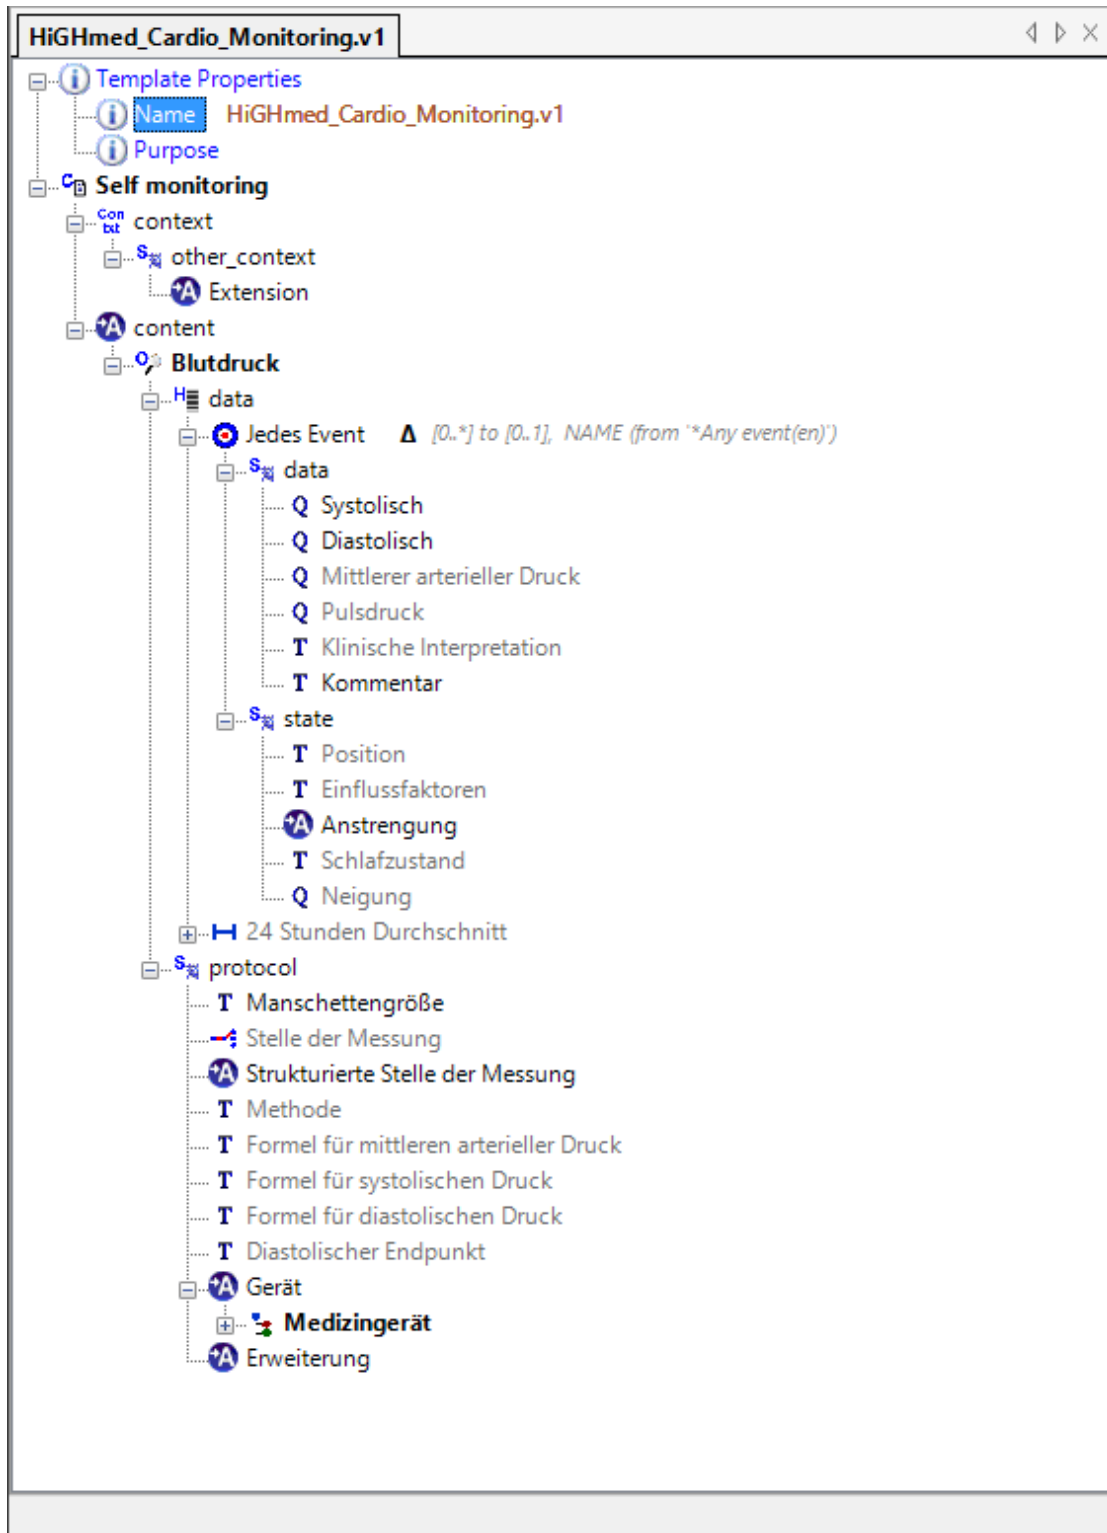 HiGHmed_Cardio_Monitoring.v1
Template Properties
Name HiGHmed_Cardio_Monitoring.v1
Purpose
Self monitoring
context
other_context
Extension
content
Blutdruck
data
Jedes Event Δ [0..*] to [0..1], NAME (from '*Any event(en)')
data
Q Systolisch
Q Diastolisch
Q Mittlerer arterieller Druck
Q Pulsdruck
T Klinische Interpretation
T Kommentar
state
T Position
T Einflussfaktoren
Anstrengung
T Schlafzustand
Q Neigung
24 Stunden Durchschnitt
protocol
T Manschettengröße
Stelle der Messung
Strukturierte Stelle der Messung
T Methode
T Formel für mittleren arterieller Druck
T Formel für systolischen Druck
T Formel für diastolischen Druck
T Diastolischer Endpunkt
Gerät
Medizingerät
Erweiterung